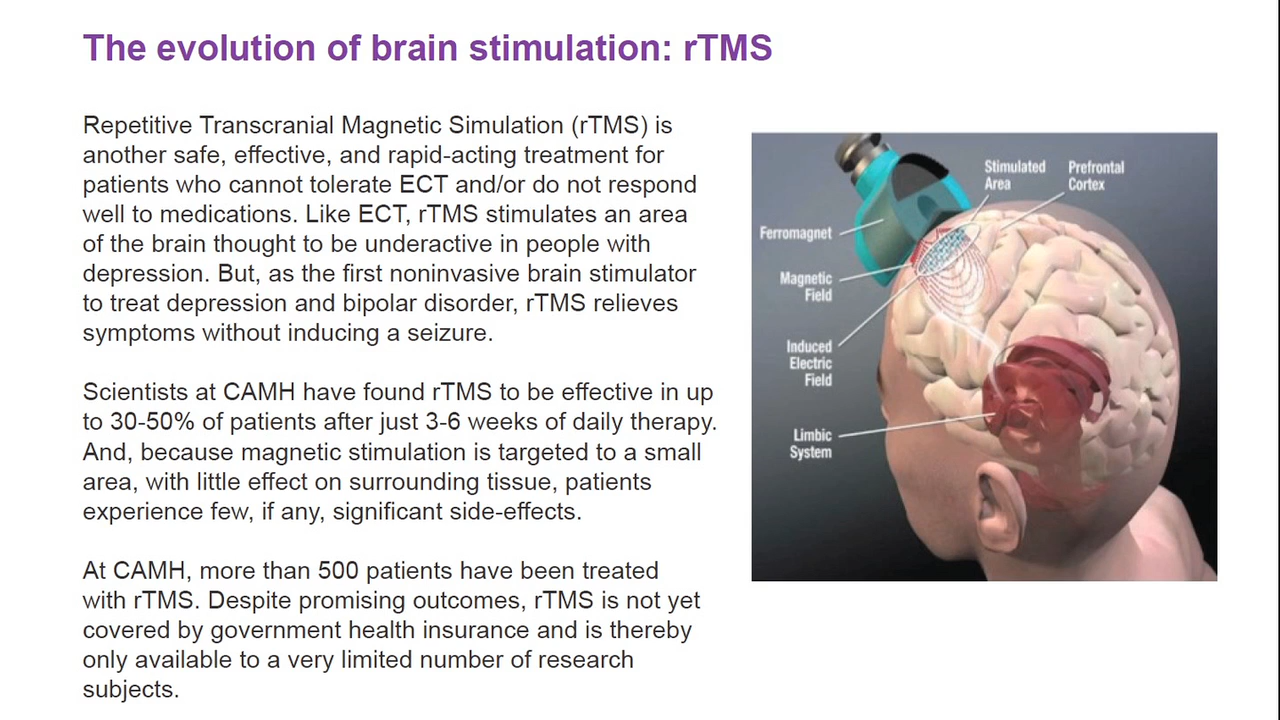 The evolution of brain stimulation: rTMS
Repetitive Transcranial Magnetic Simulation (rTMS) is
another safe, effective, and rapid-acting treatment for
patients who cannot tolerate ECT and/or do not respond
well to medications. Like ECT, rTMS stimulates an area
of the brain thought to be underactive in people with
depression. But, as the first noninvasive brain stimulator
to treat depression and bipolar disorder, rTMS relieves
symptoms without inducing a seizure.
Scientists at CAMH have found rTMS to be effective in up
to 30-50% of patients after just 3-6 weeks of daily therapy.
And, because magnetic stimulation is targeted to a small
area, with little effect on surrounding tissue, patients
experience few, if any, significant side-effects.
At CAMH, more than 500 patients have been treated
with rTMS. Despite promising outcomes, rTMS is not yet
covered by government health insurance and is thereby
only available to a very limited number of research
subjects.
Stimulated
Area
Prefrontal
Cortex
Ferromagnet
Magnetic
Field
Induced
Electric
Field
Limbic
System